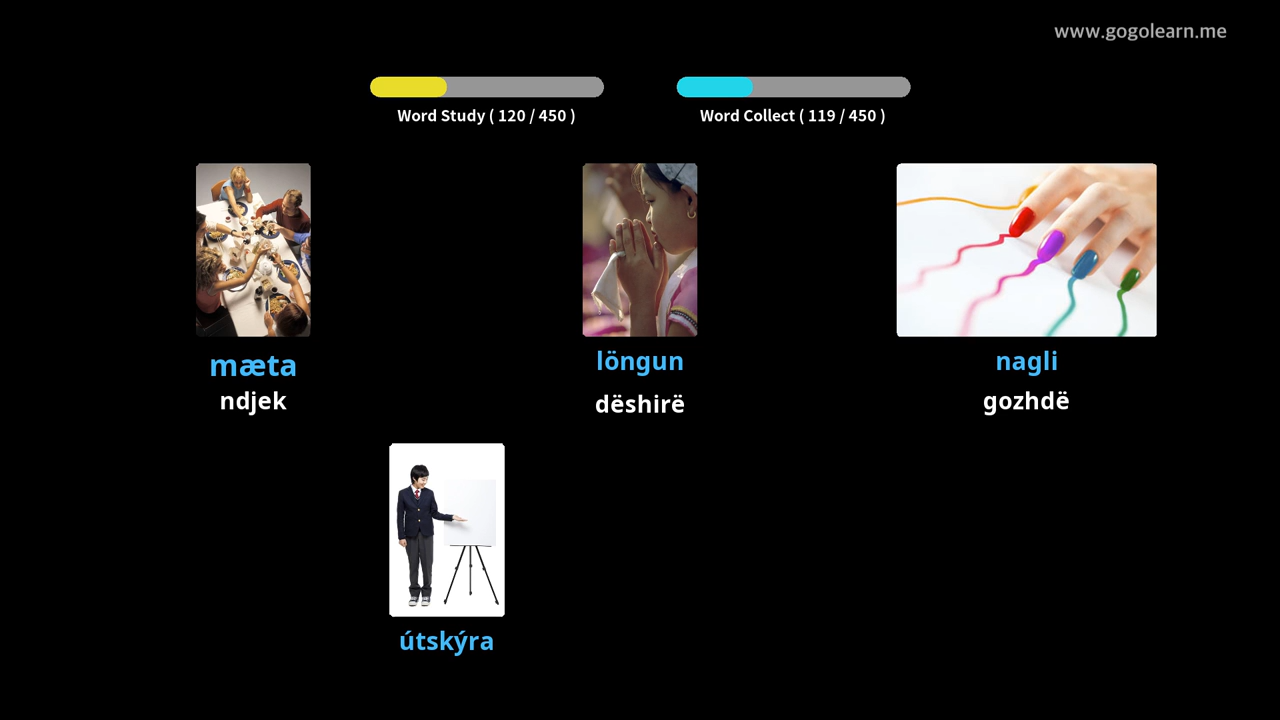 www.gogolearn.me
Word Study ( 120 / 450 )
Word Collect ( 119 / 450 )
mæta
ndjek
löngun
dëshirë
nagli
gozhdë
útskýra